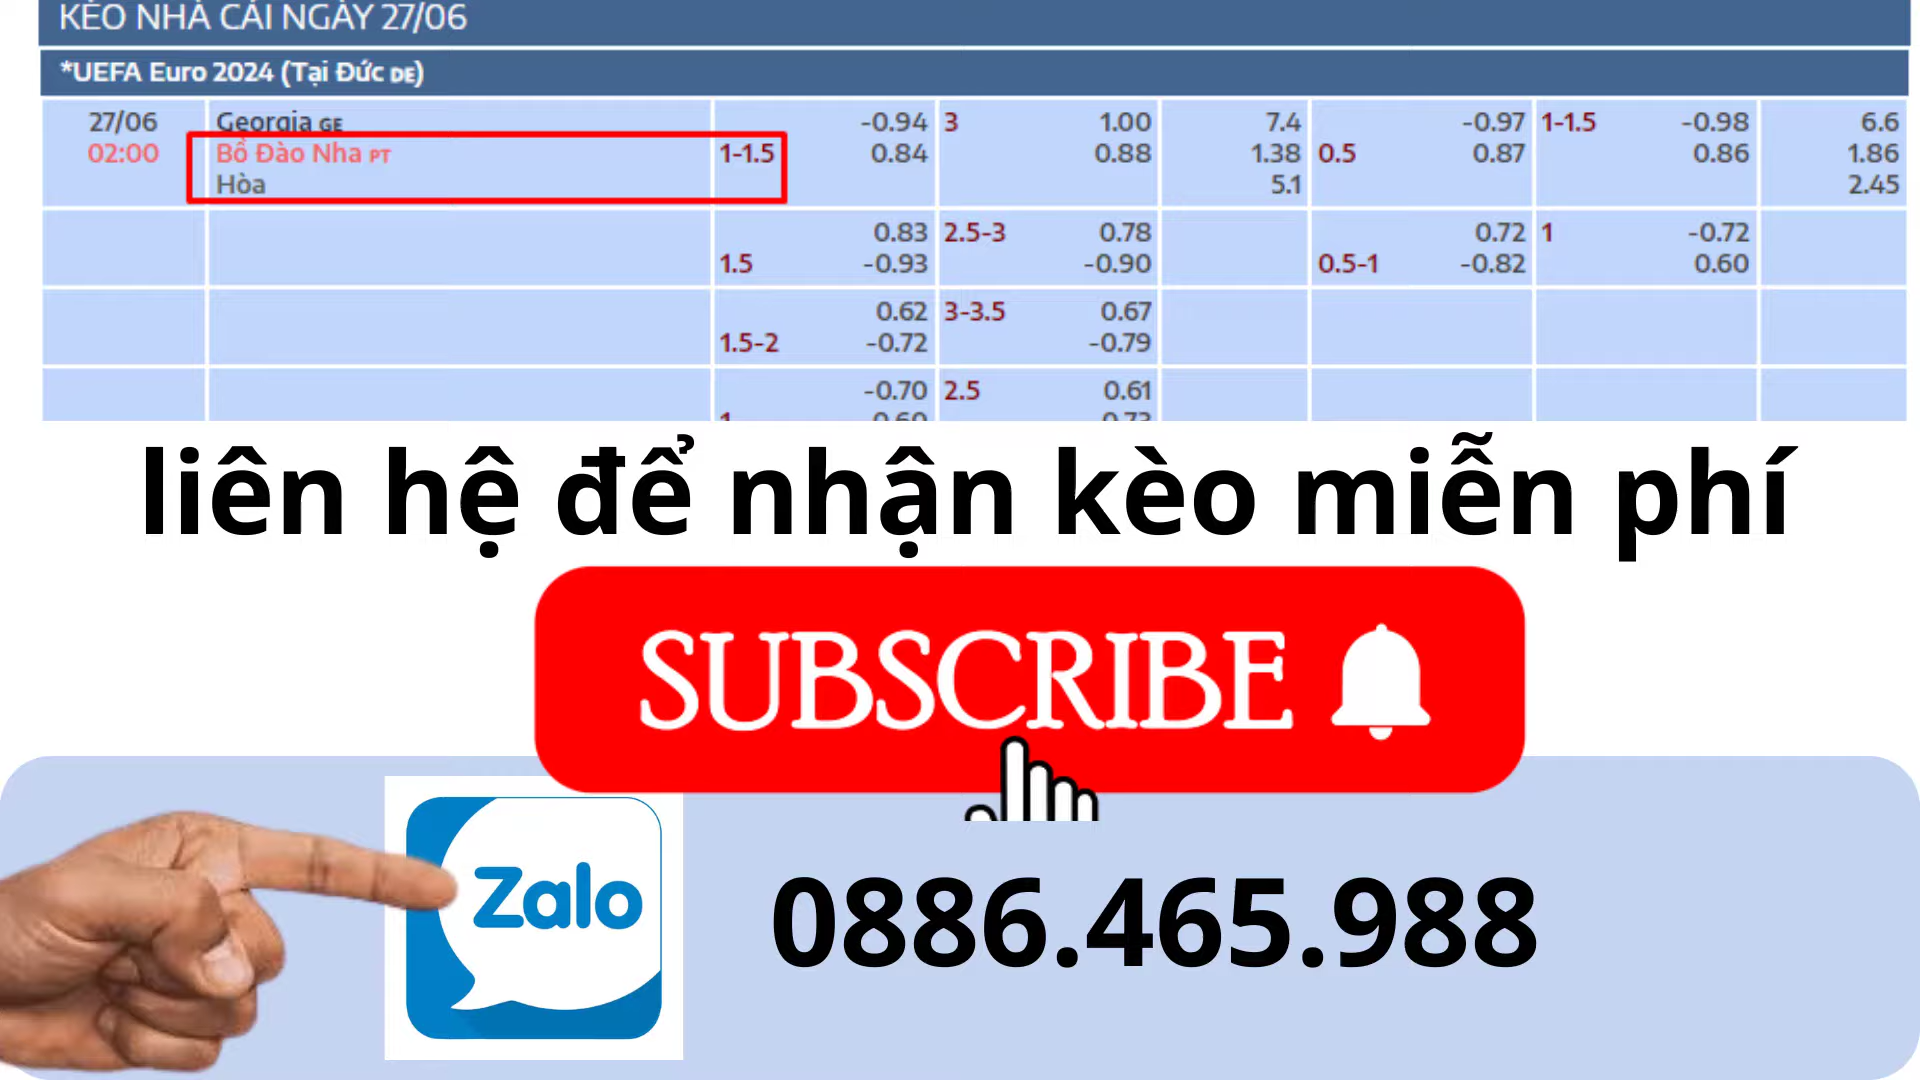 KÈO NHÀ CÁI NGÀY 27/06
*UEFA Euro 2024 (Tại Đức DE)
27/06 Georgia GE -0.94 3 1.00 7.4 -0.97 1-1.5 -0.98 6.6
02:00 Bồ Đào Nha PT 1-1.5 0.84 0.88 1.38 0.5 0.87 0.86 1.86
Hòa 5.1 2.45
0.83 2.5-3 0.78 0.72 1 -0.72
1.5 -0.93 -0.90 0.5-1 -0.82 0.60
0.62 3-3.5 0.67
1.5-2 -0.72 -0.79
-0.70 2.5 0.61
liên hệ để nhận kèo miễn phí
SUBSCRIBE
Zalo
0886.465.988